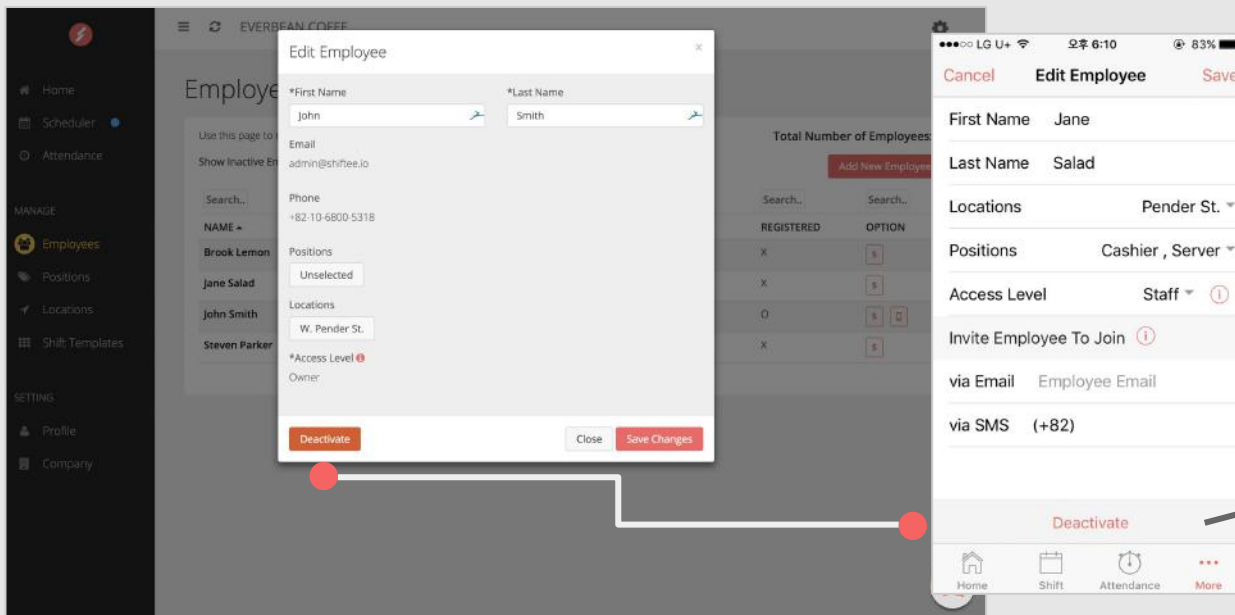 EVERBEAN COFFE
Home
Scheduler
Attendance
MANAGE
Employees
Positions
Locations
Shift Templates
SETTING
Profile
Company
Employe
Use this page to
Show Inactive En
Total Number of Employees:
Add New Employee
Search..
Search..
Search..
NAME
REGISTERED
OPTION
Brook Lemon
X
$
Jane Salad
X
$
John Smith
O
$
Steven Parker
X
$
Edit Employee
×
*First Name
*Last Name
John
Smith
Email
admin@shiftee.io
Phone
+82-10-6800-5318
Positions
Unselected
Locations
W. Pender St.
*Access Level
Owner
Deactivate
Close
Save Changes
LG U+
오후 6:10
83%
Cancel
Edit Employee
Save
First Name Jane
Last Name Salad
Locations Pender St.
Positions Cashier , Server
Access Level Staff
Invite Employee To Join
via Email Employee Email
via SMS (+82)
Deactivate
Home
Shift
Attendance
More